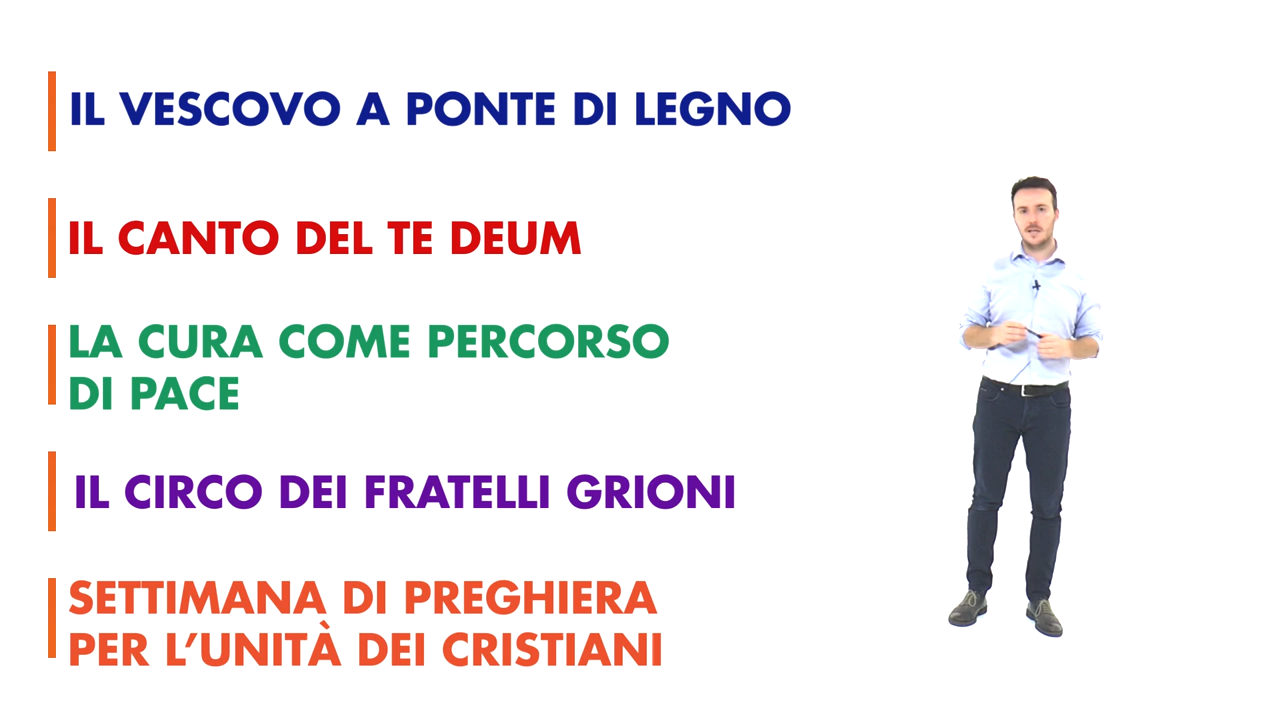 IL VESCOVO A PONTE DI LEGNO
IL CANTO DEL TE DEUM
LA CURA COME PERCORSO
DI PACE
IL CIRCO DEI FRATELLI GRIONI
SETTIMANA DI PREGHIERA
PER L'UNITÀ DEI CRISTIANI